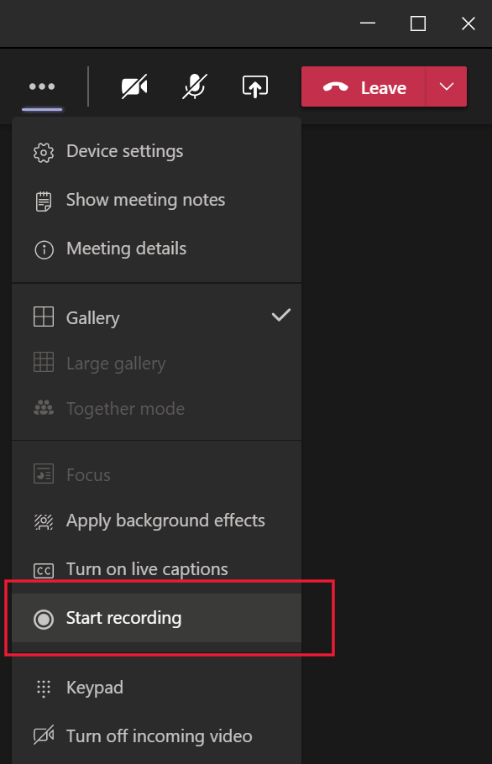 Leave
Device settings
Show meeting notes
Meeting details
Gallery
Large gallery
Together mode
Focus
Apply background effects
CC Turn on live captions
Start recording
Keypad
Turn off incoming video